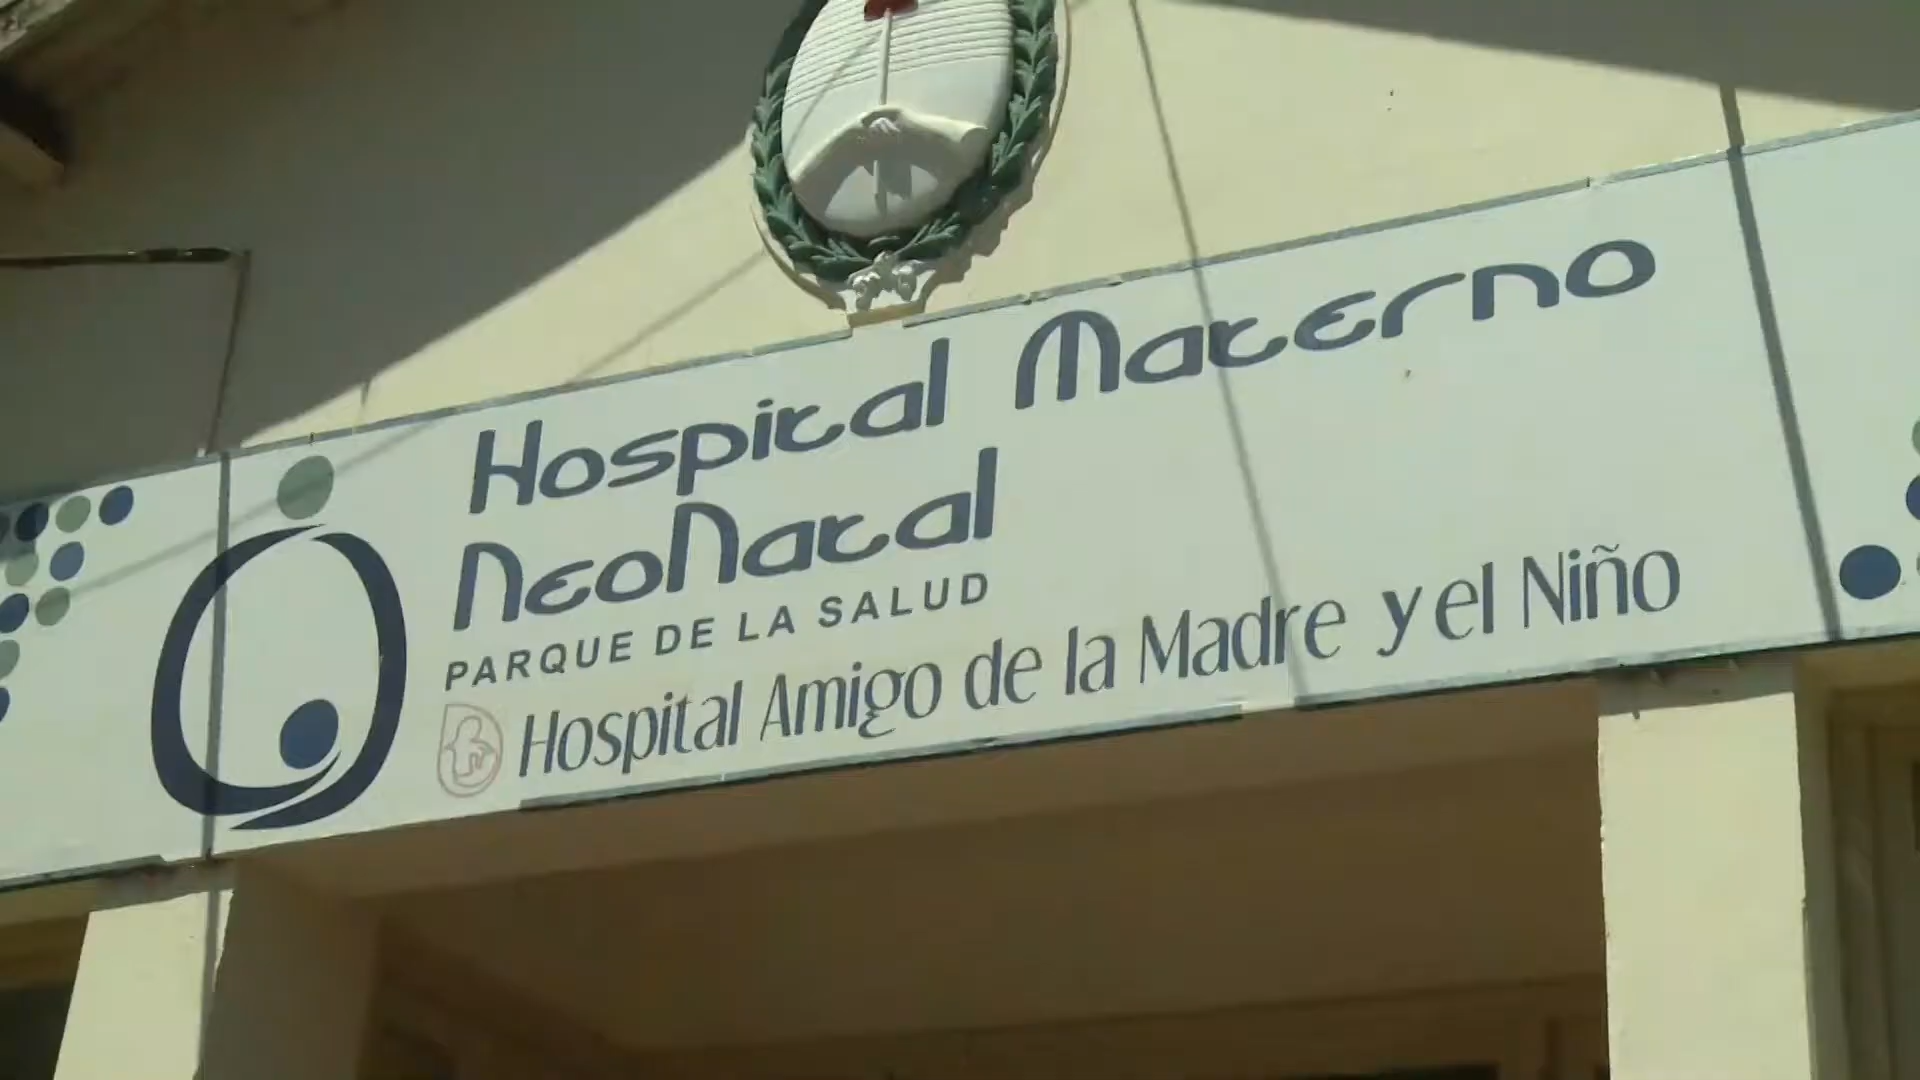 Hospital Materno
NeoNatal
PARQUE DE LA SALUD
Hospital Amigo de la Madre y el Niño